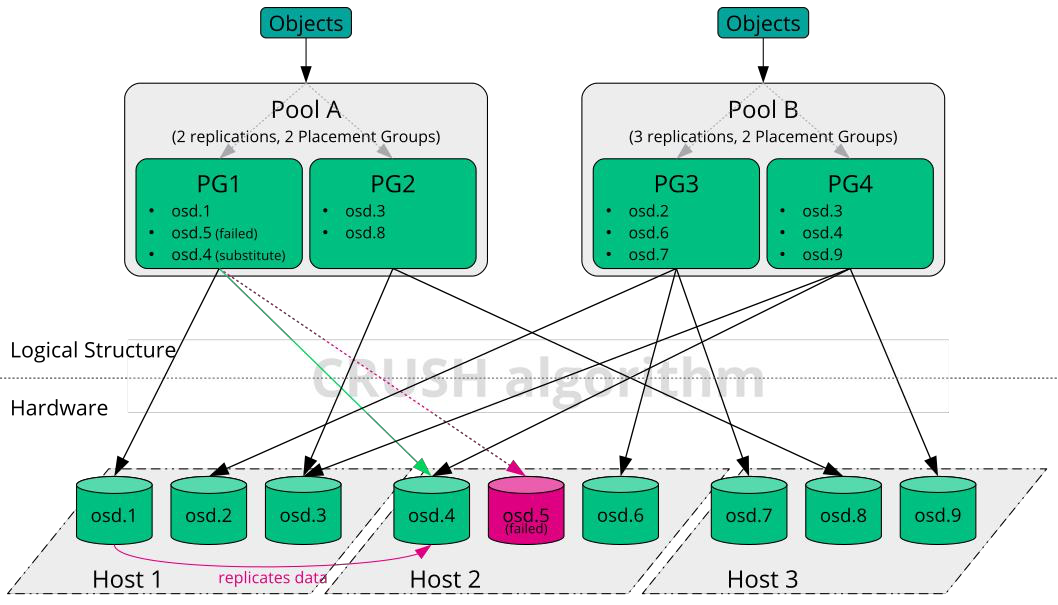 Objects
Objects
Pool A
(2 replications, 2 Placement Groups)
PG1
• osd.1
• osd.5 (failed)
• osd.4 (substitute)
PG2
• osd.3
• osd.8
Pool B
(3 replications, 2 Placement Groups)
PG3
• osd.2
• osd.6
• osd.7
PG4
• osd.3
• osd.4
• osd.9
Logical Structure
CRUSH algorithm
Hardware
osd.1
osd.2
osd.3
osd.4
osd.5
(failed)
osd.6
osd.7
osd.8
osd.9
replicates data
Host 1
Host 2
Host 3